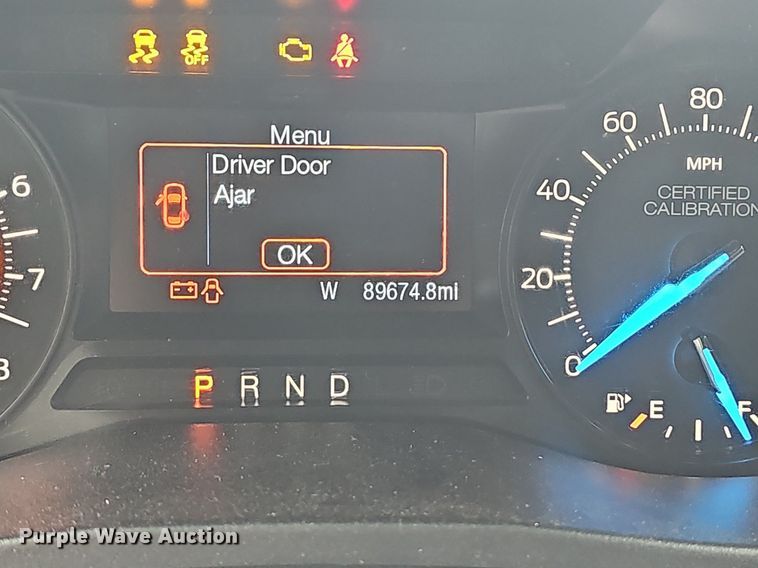 OFF
Menu
Driver Door
Ajar
OK
W 89674.8mi
P R N D
6
7
8
0
20
40
60
80
MPH
CERTIFIED
CALIBRATION
E F
Purple Wave Auction